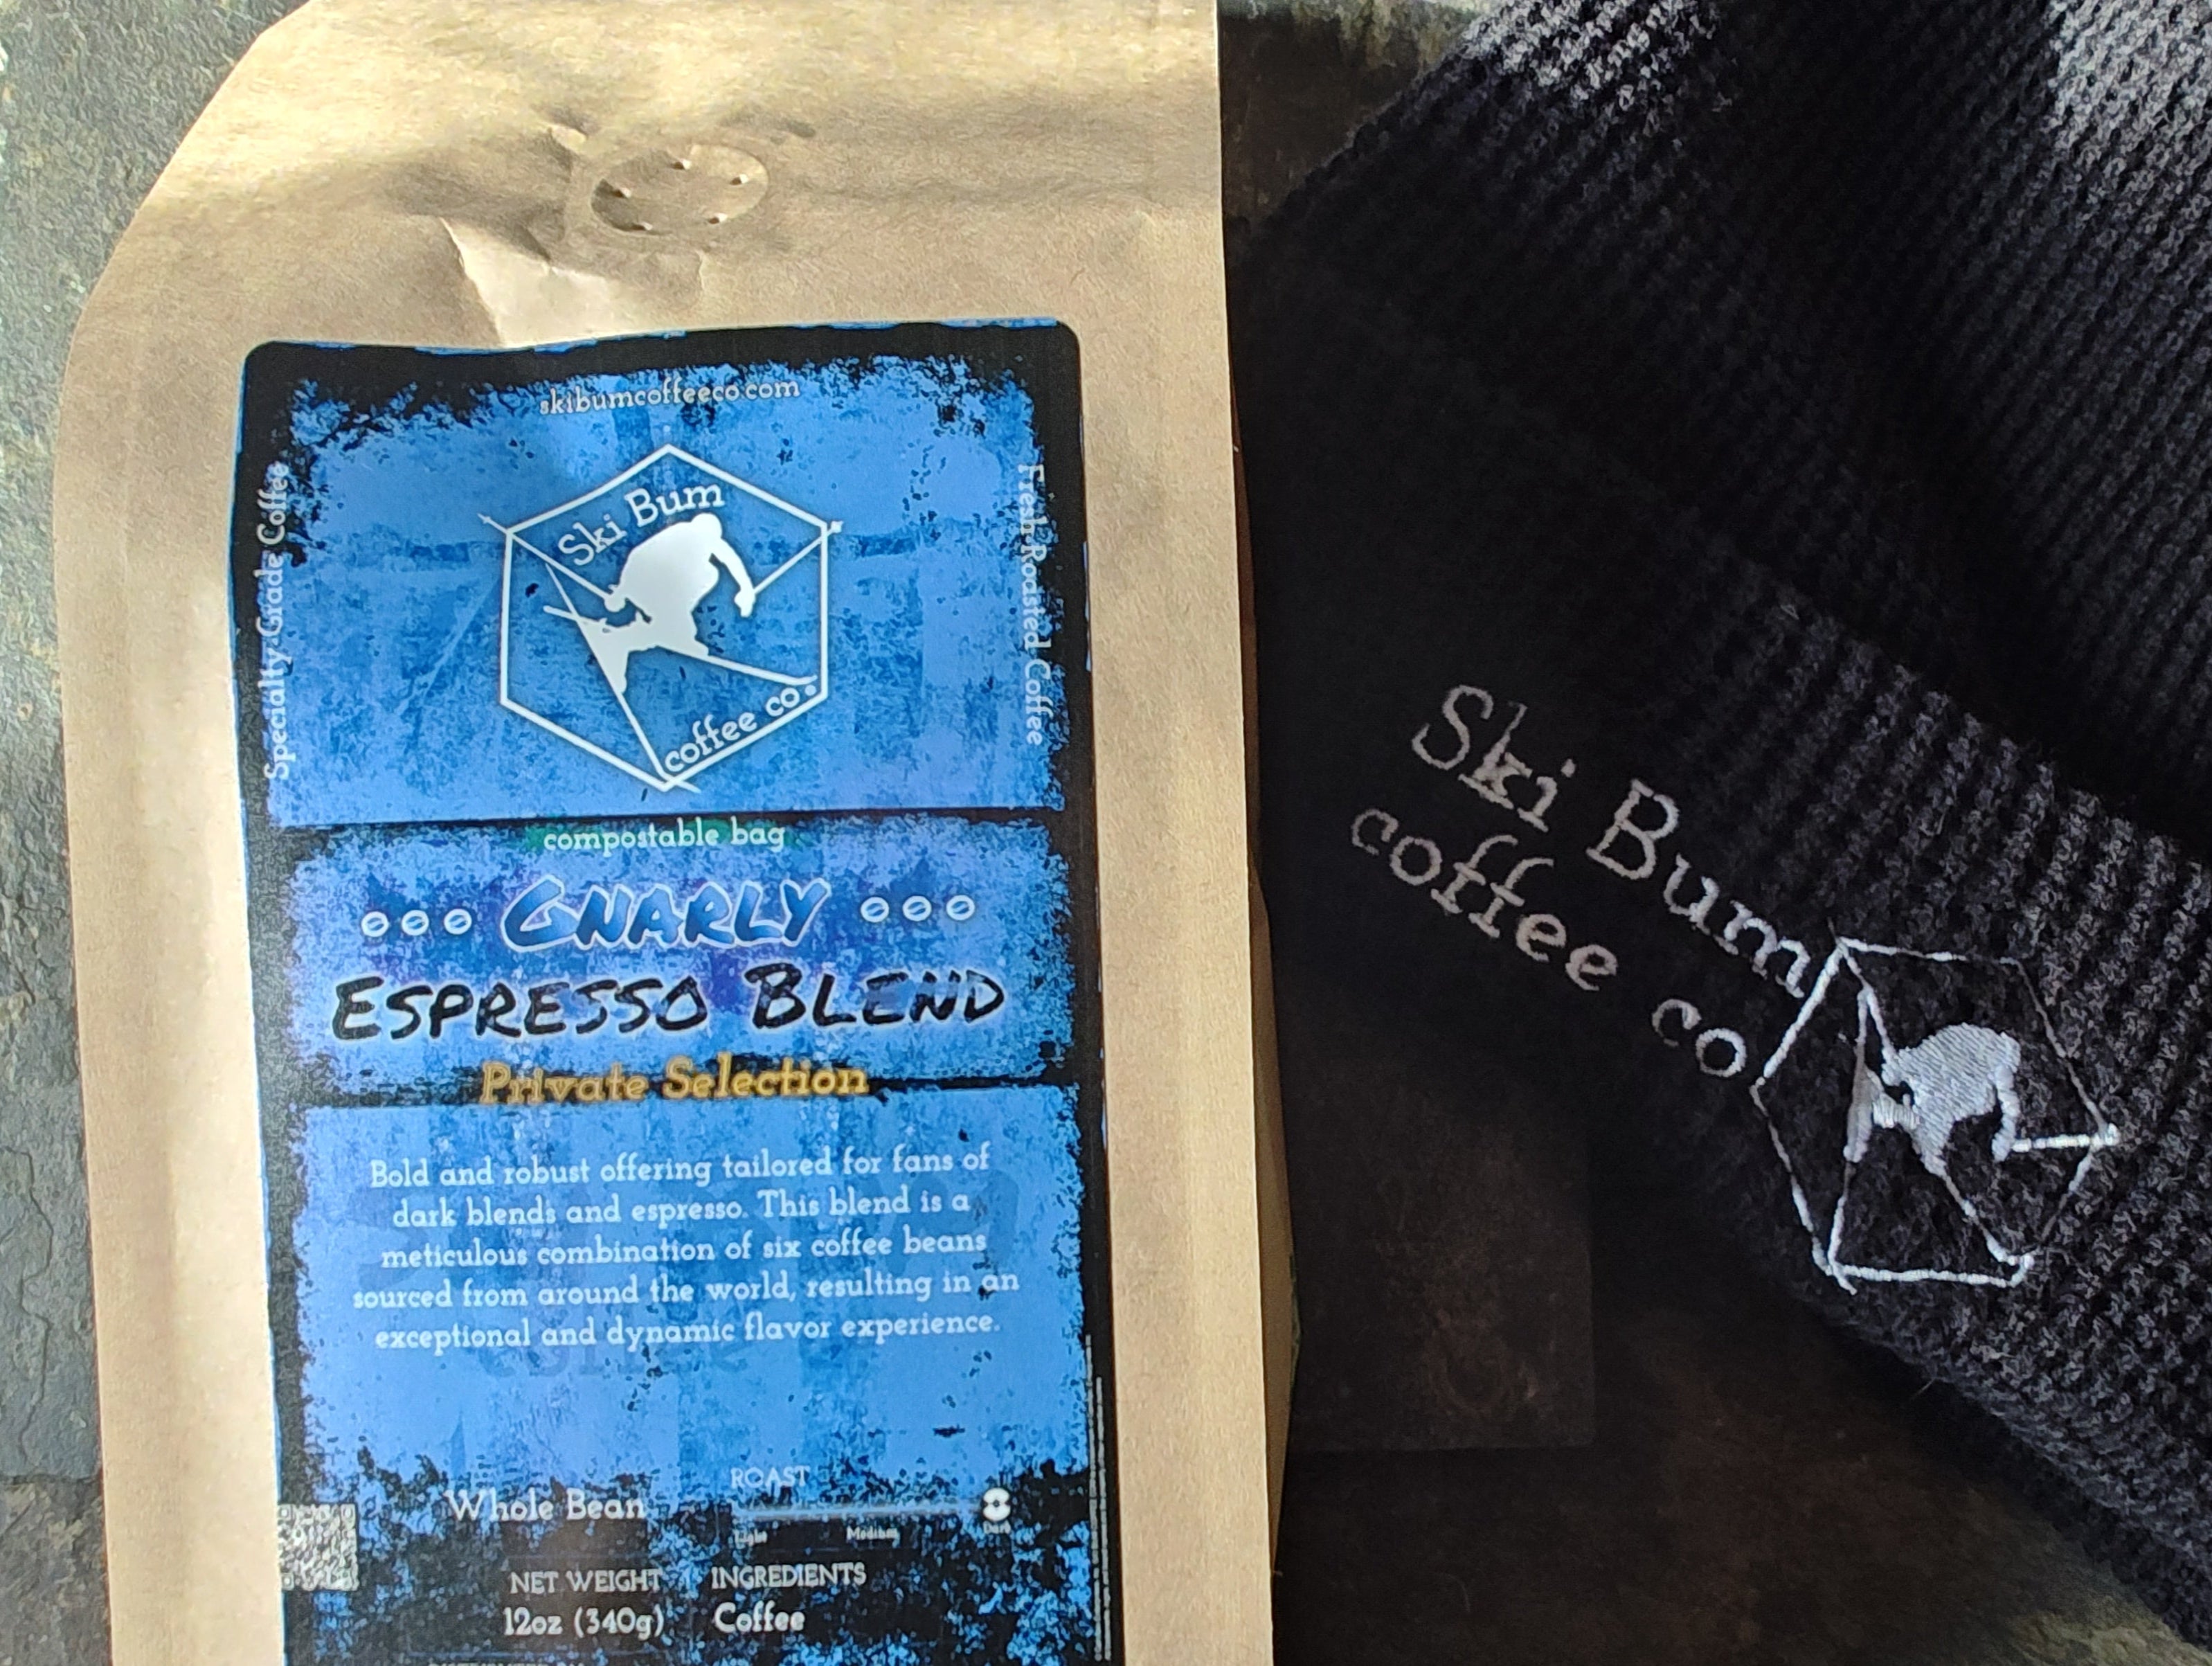 skibumcoffeeco.com
Specialty Grade Coffee
Fresh Roasted Coffee
Ski Bum
coffee co.
compostable bag
GNARLY
ESPRESSO BLEND
Private Selection
Bold and robust offering tailored for fans of
dark blends and espresso. This blend is a
meticulous combination of six coffee beans
sourced from around the world, resulting in an
exceptional and dynamic flavor experience.
Whole Bean
ROAST
Light Medium Dark
NET WEIGHT
12oz (340g)
INGREDIENTS
Coffee
Ski Bum
coffee co